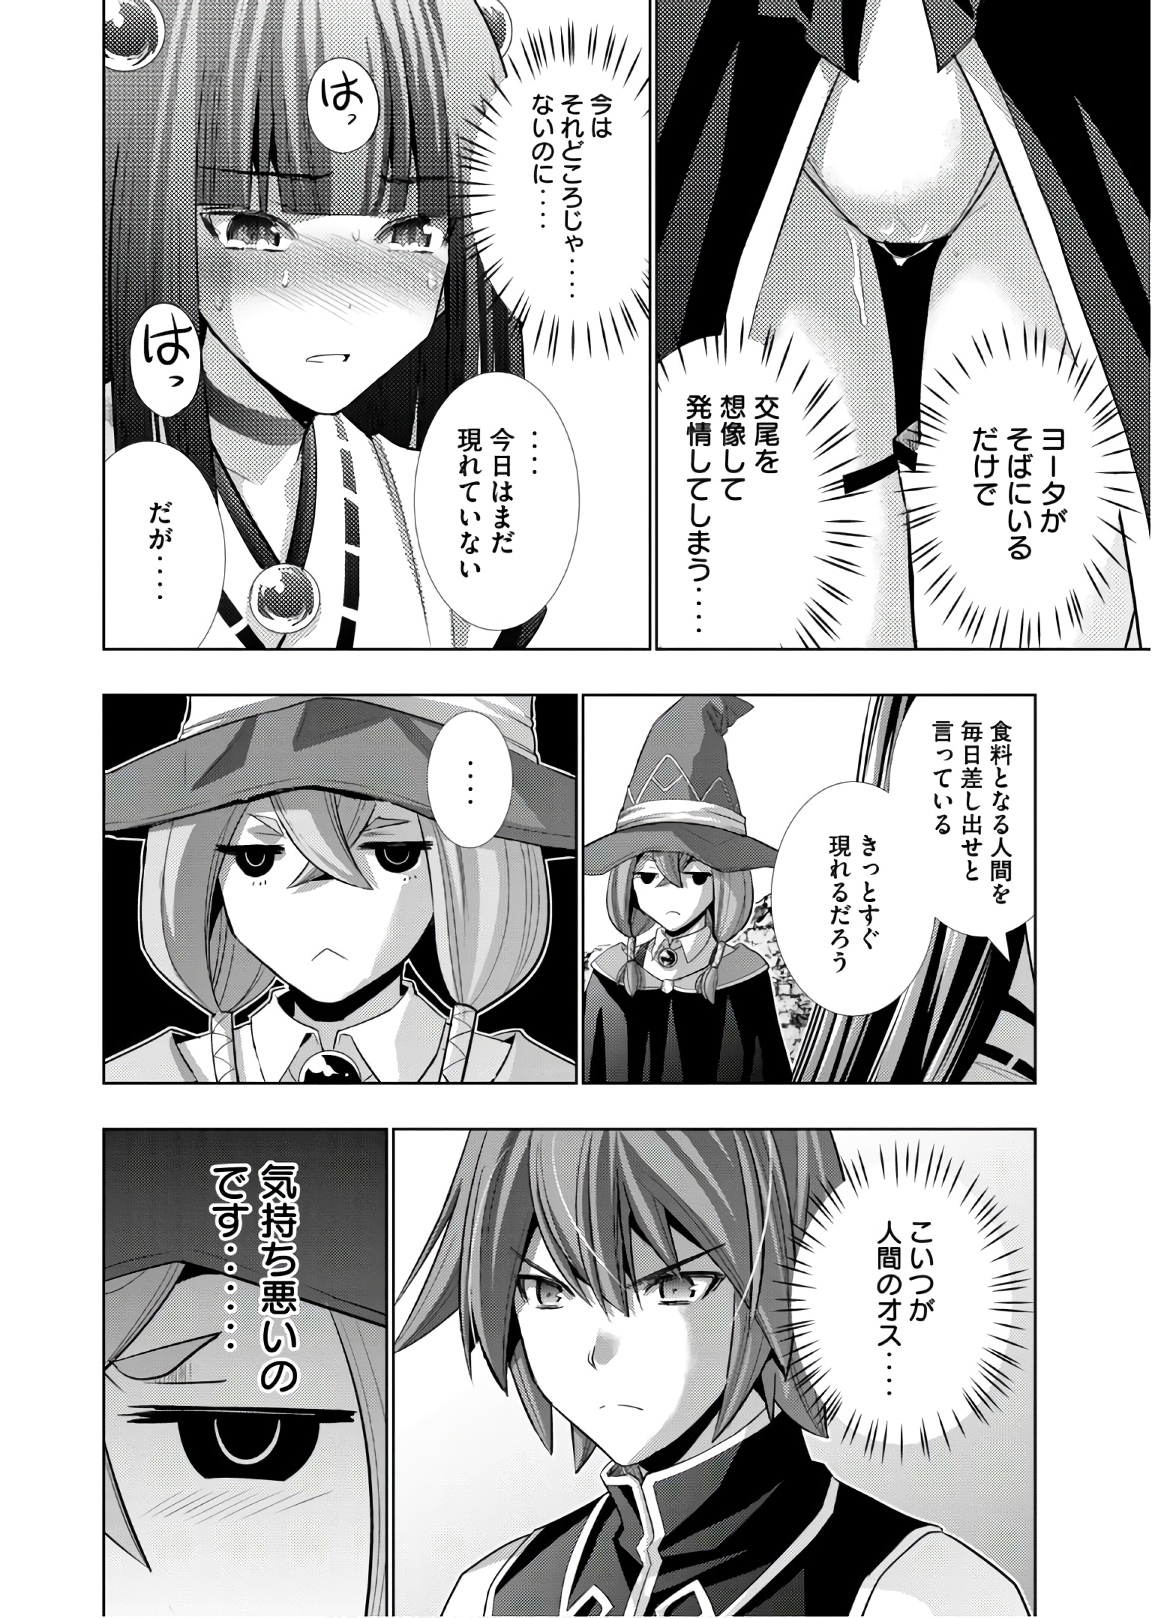 ヨータが
そばにいる
だけで
交尾を
想像して
発情してしまう‥‥
今は
それどころじゃ‥‥
ないのに‥‥
はっ
はっ
‥‥
今日はまだ
現れていない
だが‥‥
食料となる人間を
毎日差し出せと
言っている
きっとすぐ
現れるだろう
‥‥
こいつが
人間のオス‥‥
気持ち悪いの
です‥‥‥‥